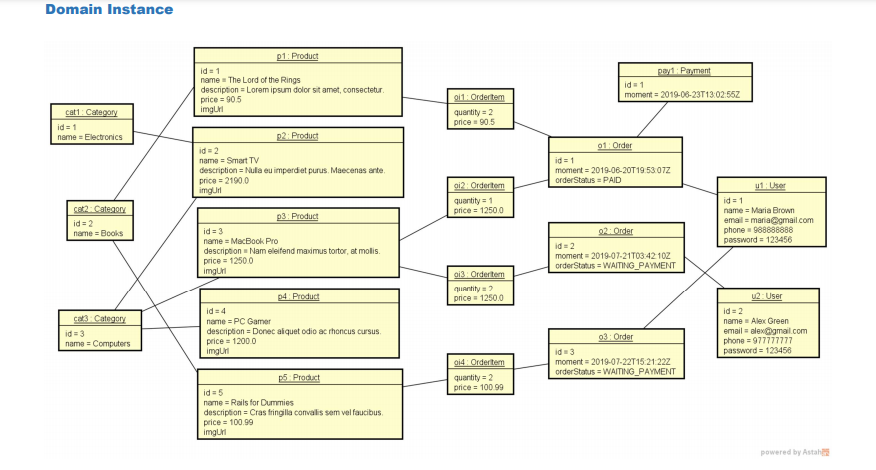 Domain Instance
p1 : Product
id = 1
name = The Lord of the Rings
description = Lorem ipsum dolor sit amet, consectetur.
price = 90.5
imgUrl
pay1 : Payment
id = 1
moment = 2019-06-23T13:02:55Z
oi1 : OrderItem
quantity = 2
price = 90.5
cat1 : Category
id = 1
name = Electronics
p2 : Product
id = 2
name = Smart TV
description = Nulla eu imperdiet purus. Maecenas ante.
price = 2190.0
imgUrl
o1 : Order
id = 1
moment = 2019-06-20T19:53:07Z
orderStatus = PAID
oi2 : OrderItem
quantity = 1
price = 1250.0
u1 : User
id = 1
name = Maria Brown
email = maria@gmail.com
phone = 988888888
password = 123456
cat2 : Category
id = 2
name = Books
p3 : Product
id = 3
name = MacBook Pro
description = Nam eleifend maximus tortor, at mollis.
price = 1250.0
imgUrl
o2 : Order
id = 2
moment = 2019-07-21T03:42:10Z
orderStatus = WAITING_PAYMENT
oi3 : OrderItem
quantity = 2
price = 1250.0
p4 : Product
id = 4
name = PC Gamer
description = Donec aliquet odio ac rhoncus cursus.
price = 1200.0
imgUrl
u2 : User
id = 2
name = Alex Green
email = alex@gmail.com
phone = 977777777
password = 123456
cat3 : Category
id = 3
name = Computers
o3 : Order
id = 3
moment = 2019-07-22T15:21:22Z
orderStatus = WAITING_PAYMENT
oi4 : OrderItem
quantity = 2
price = 100.99
p5 : Product
id = 5
name = Rails for Dummies
description = Cras fringilla convallis sem vel faucibus.
price = 100.99
imgUrl
powered by Astah